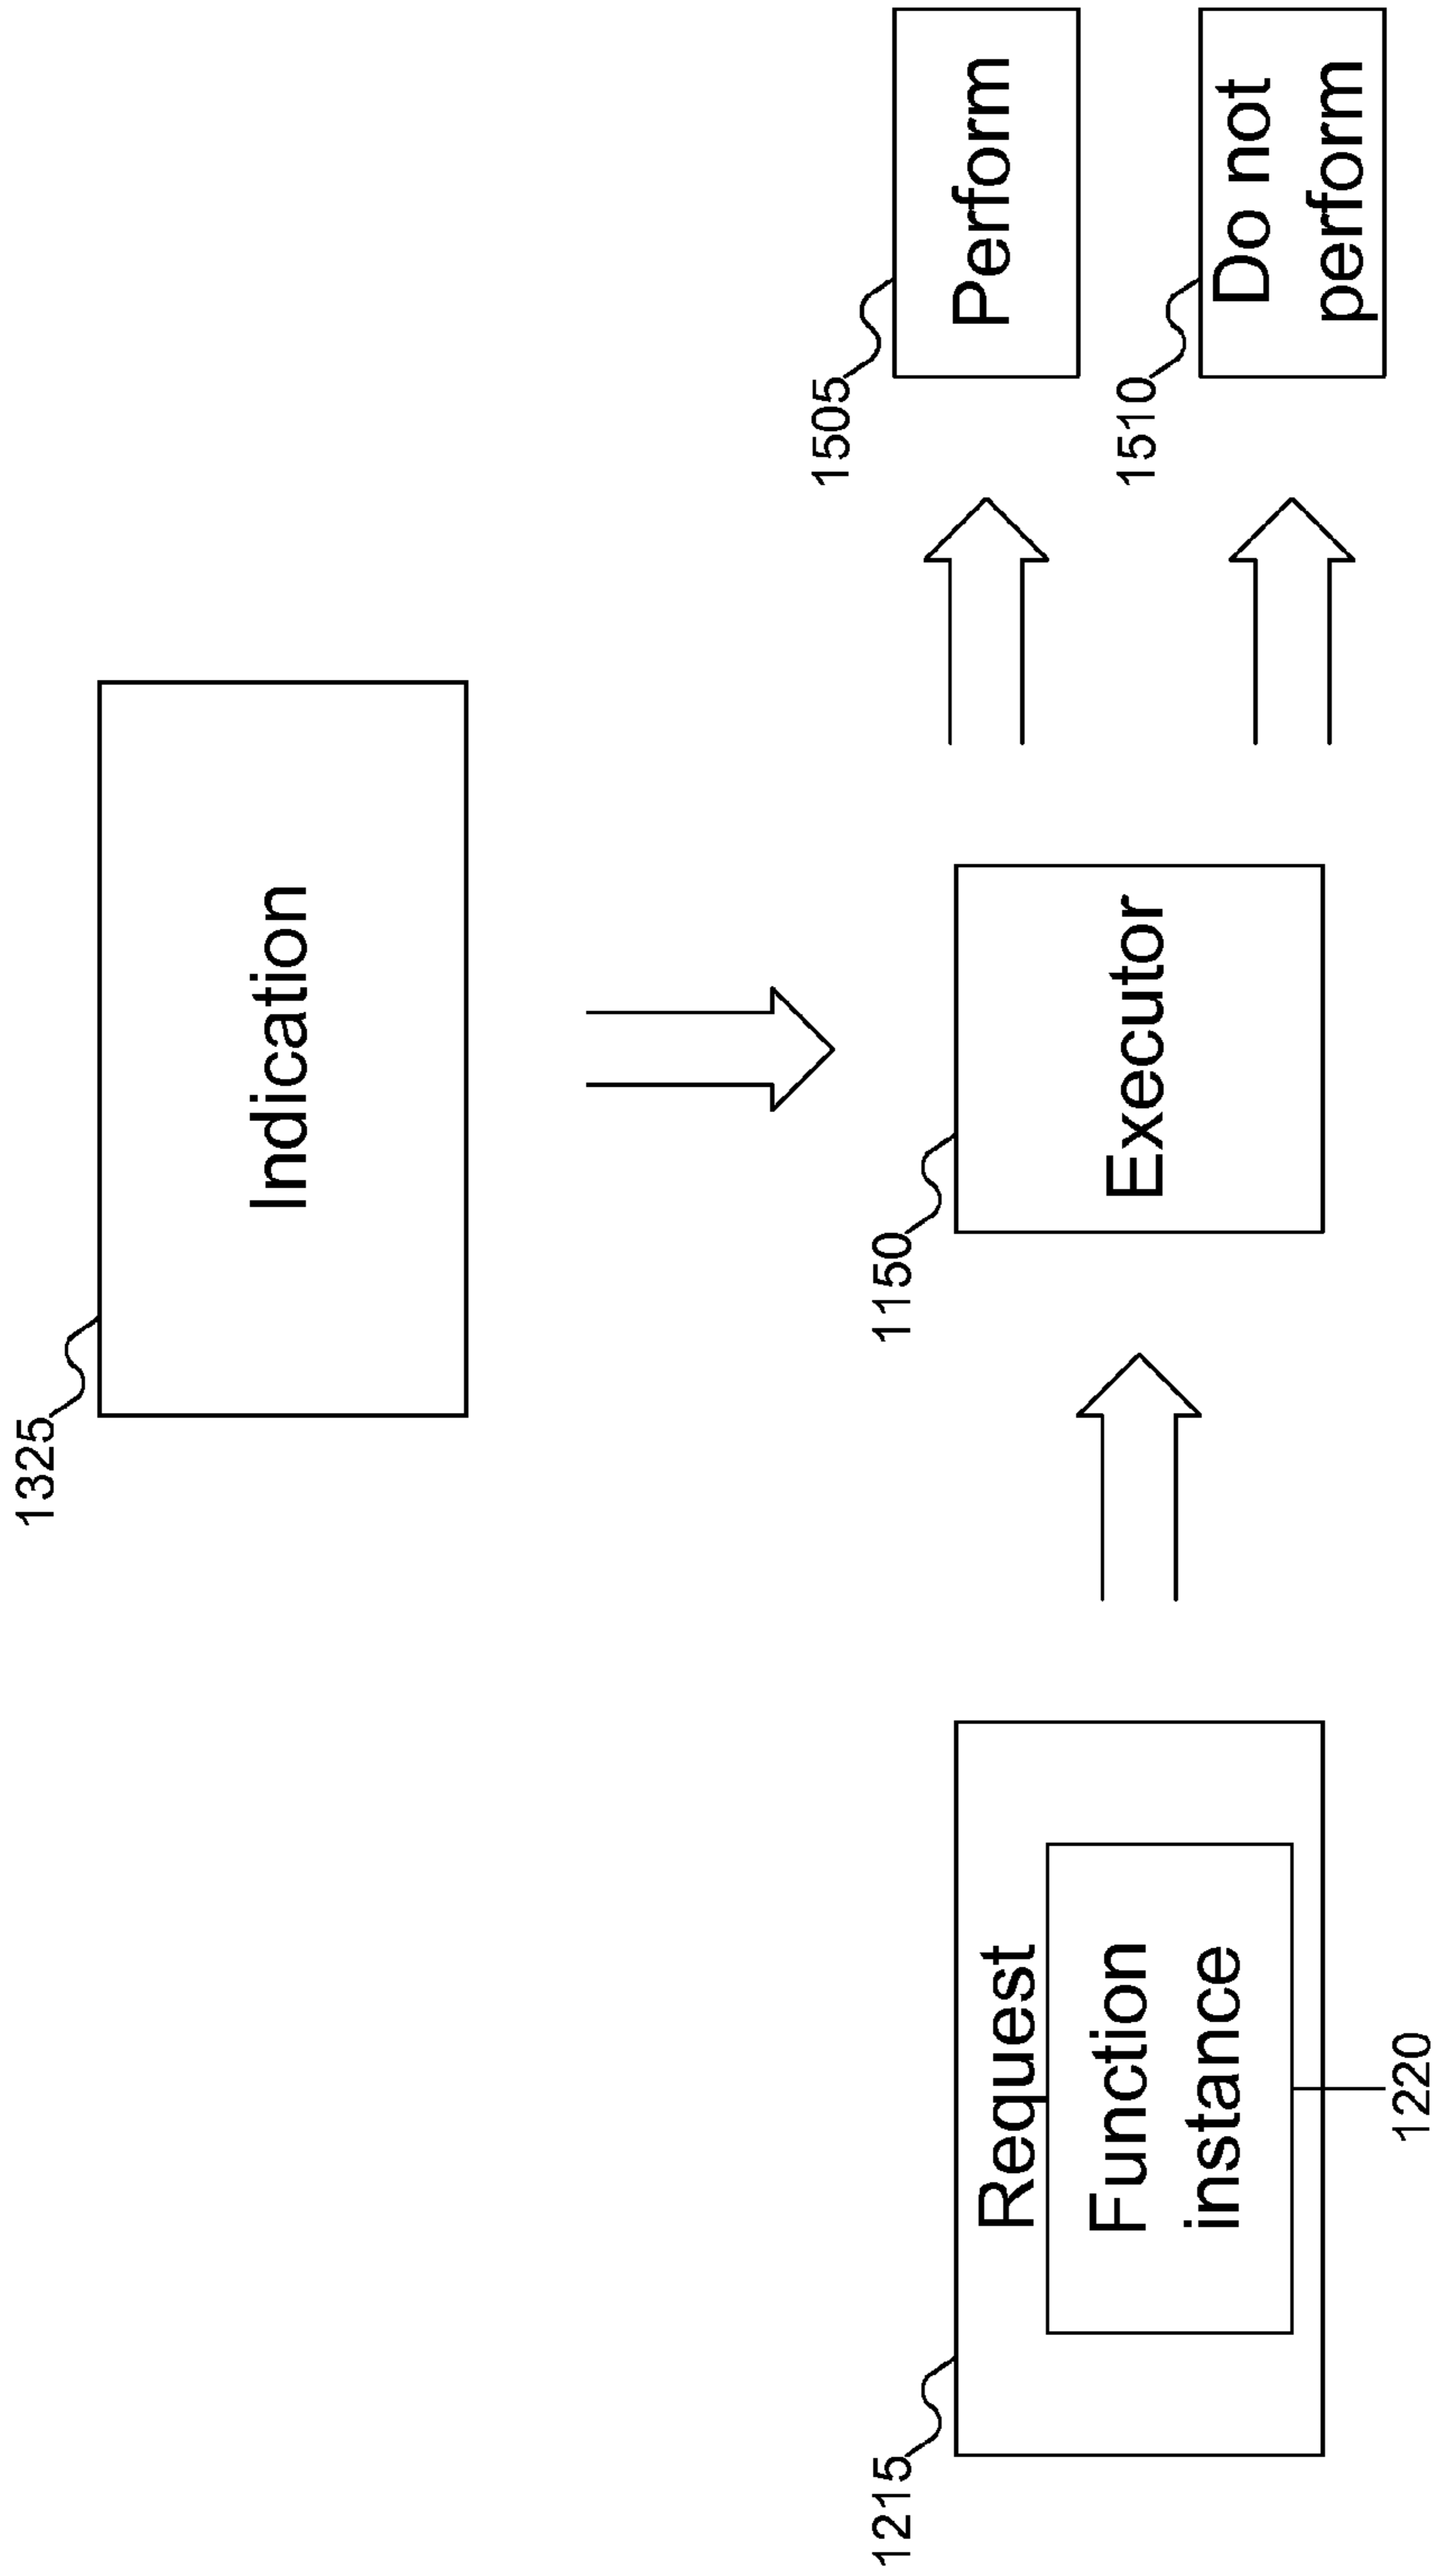 1325
Indication
1215
Request
Function
instance
1220
1150
Executor
1505
Perform
1510
Do not
perform